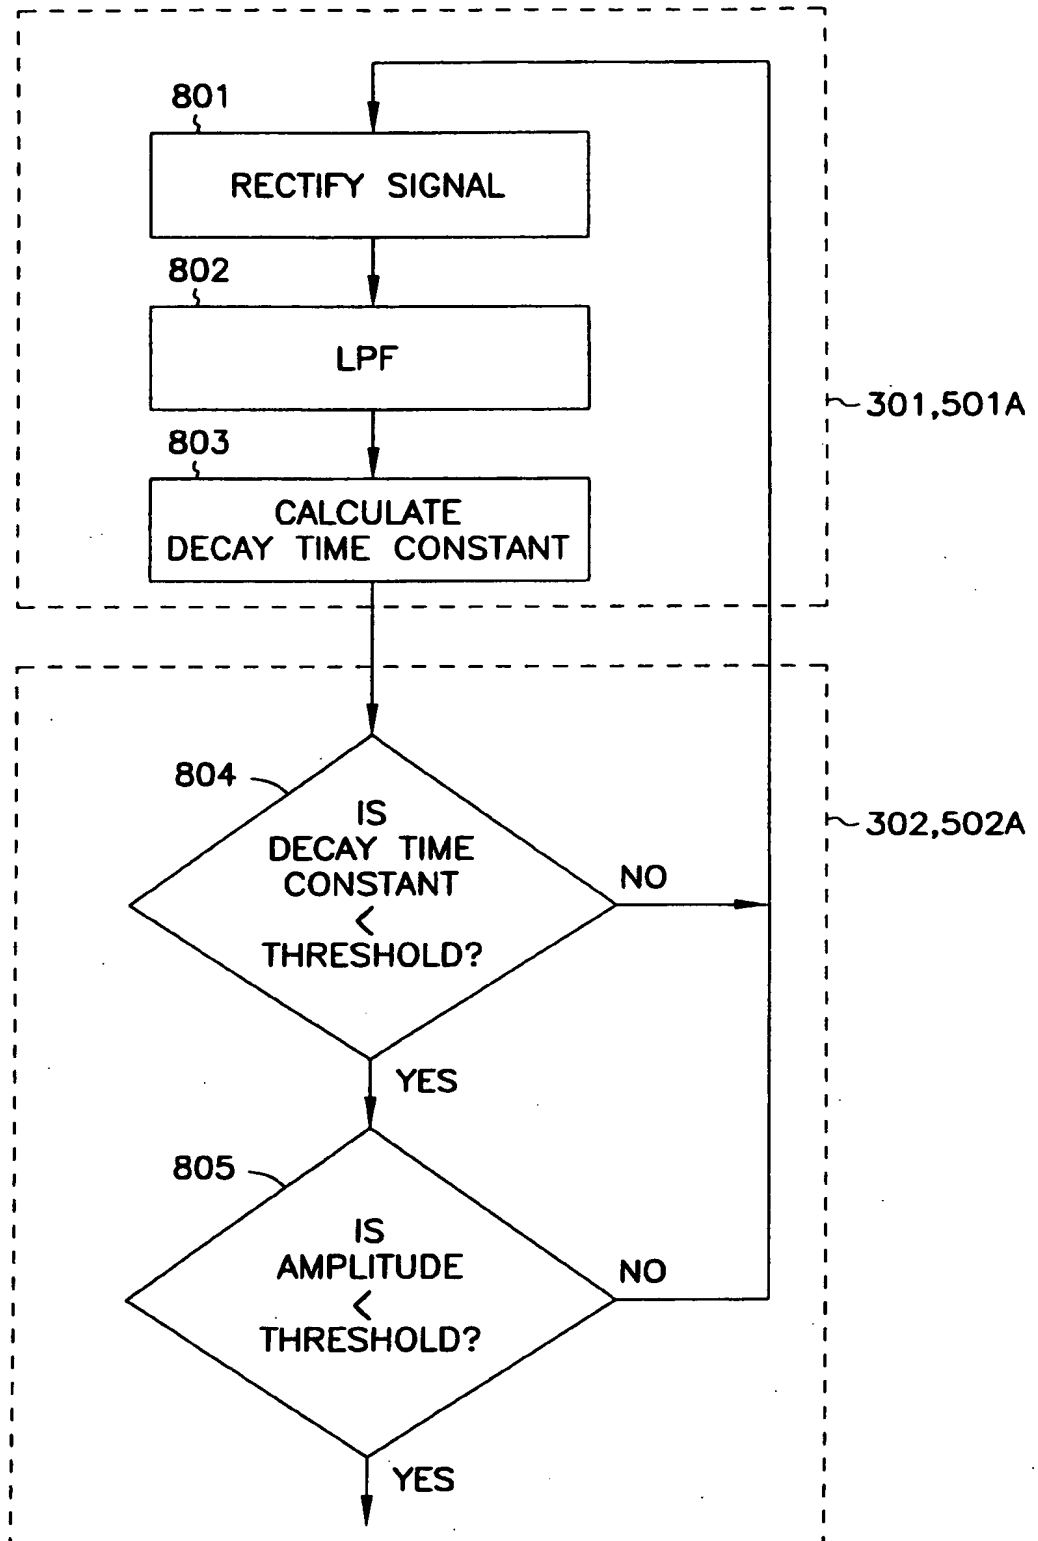 801
RECTIFY SIGNAL
802
LPF
301,501A
803
CALCULATE
DECAY TIME CONSTANT
804
IS
DECAY TIME
CONSTANT
<
THRESHOLD?
NO
302,502A
YES
805
IS
AMPLITUDE
<
THRESHOLD?
NO
YES